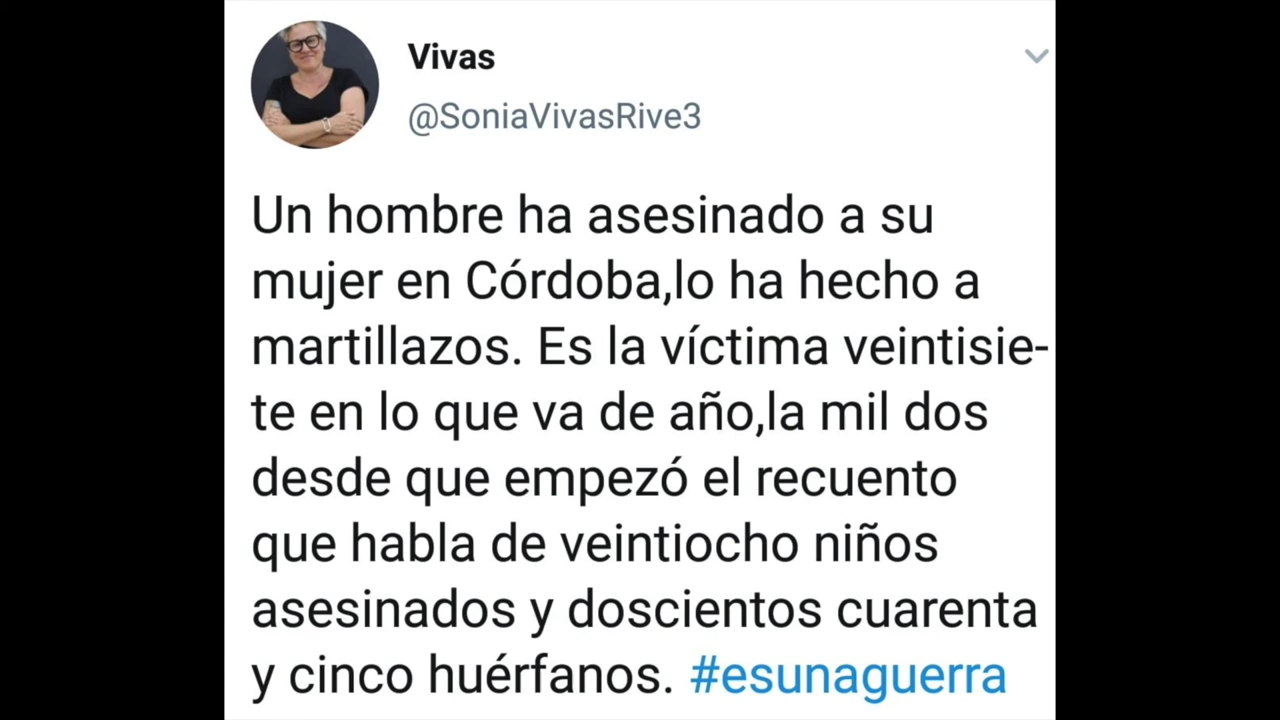 Vivas
@SoniaVivasRive3
Un hombre ha asesinado a su
mujer en Córdoba,lo ha hecho a
martillazos. Es la víctima veintisie-
te en lo que va de año,la mil dos
desde que empezó el recuento
que habla de veintiocho niños
asesinados y doscientos cuarenta
y cinco huérfanos. #esunaguerra